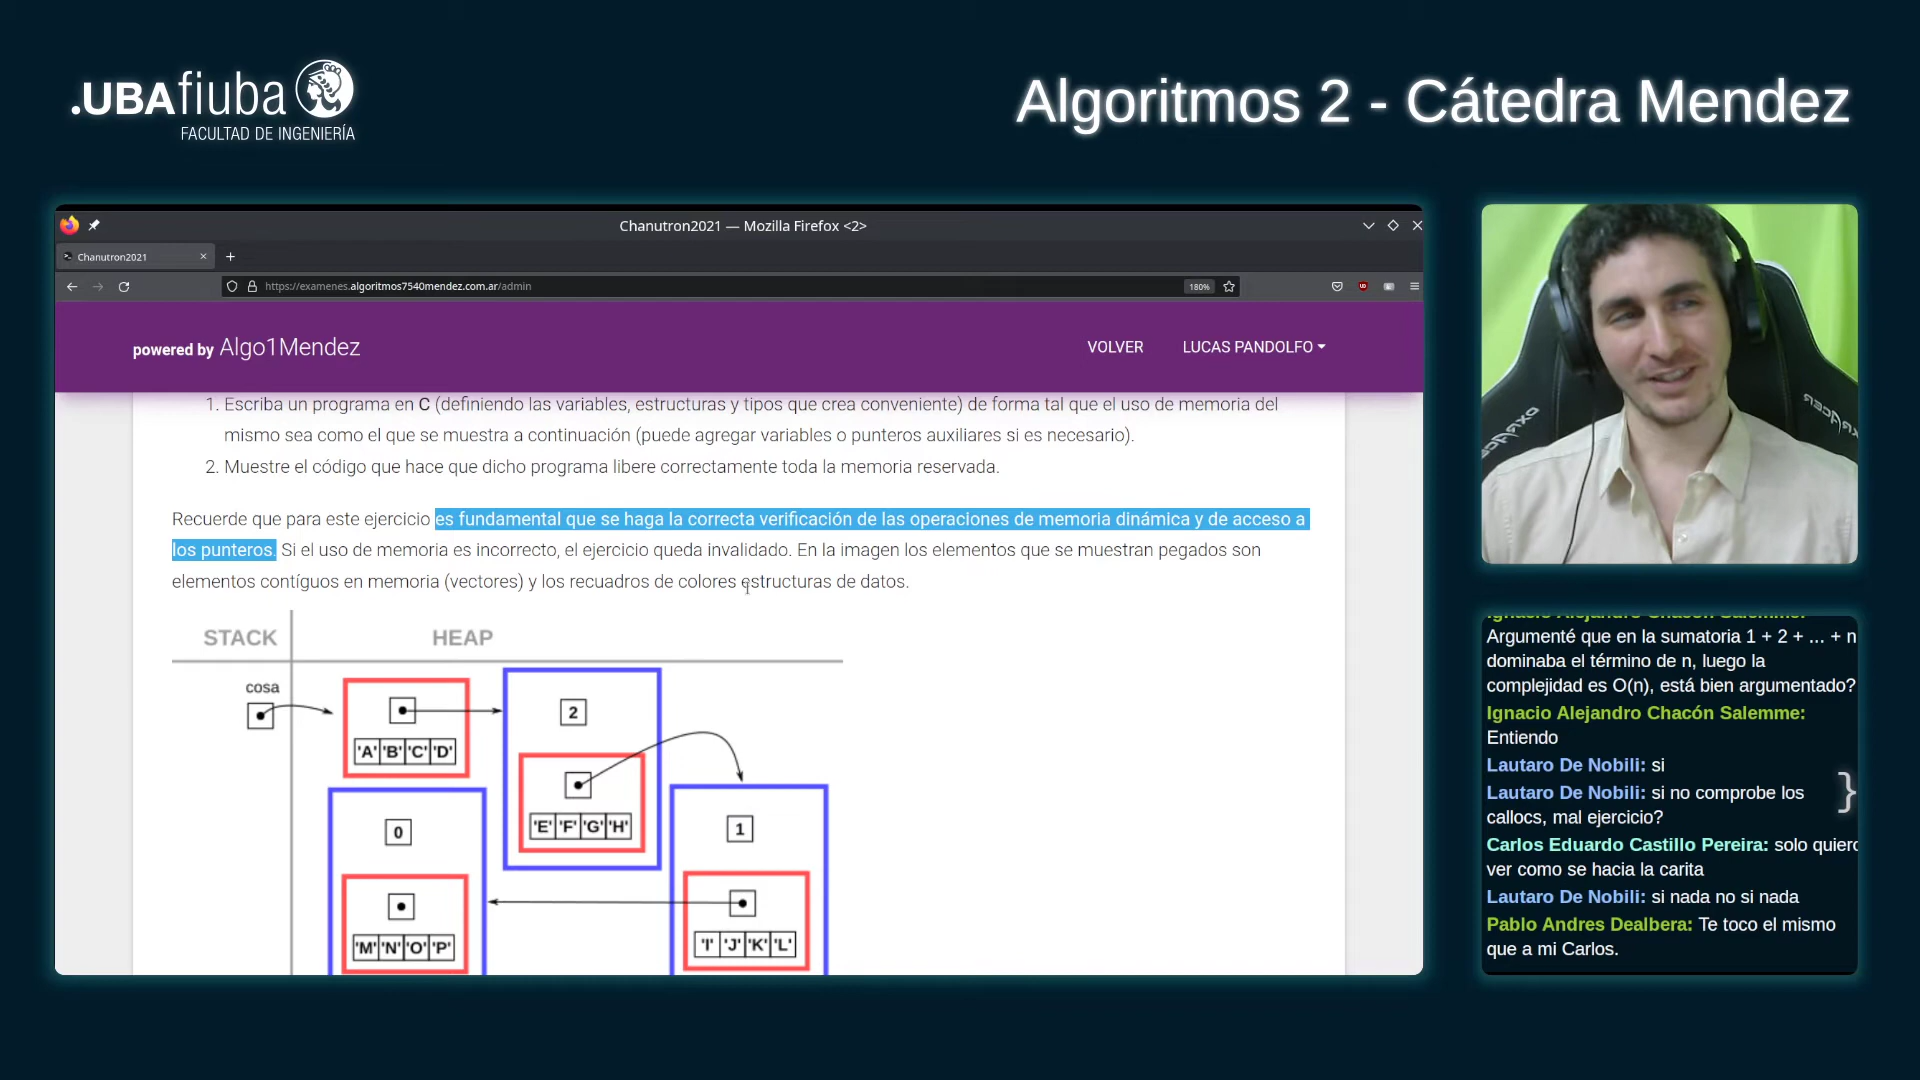 .UBAfiuba
FACULTAD DE INGENIERÍA
Algoritmos 2 - Cátedra Mendez
Chanutron2021 — Mozilla Firefox <2>
Chanutron2021
https://examenes.algoritmos7540mendez.com.ar/admin
180%
powered by Algo1Mendez
VOLVER
LUCAS PANDOLFO
1. Escriba un programa en C (definiendo las variables, estructuras y tipos que crea conveniente) de forma tal que el uso de memoria del
mismo sea como el que se muestra a continuación (puede agregar variables o punteros auxiliares si es necesario).
2. Muestre el código que hace que dicho programa libere correctamente toda la memoria reservada.
Recuerde que para este ejercicio es fundamental que se haga la correcta verificación de las operaciones de memoria dinámica y de acceso a
los punteros. Si el uso de memoria es incorrecto, el ejercicio queda invalidado. En la imagen los elementos que se muestran pegados son
elementos contíguos en memoria (vectores) y los recuadros de colores estructuras de datos.
STACK
HEAP
cosa
'A' 'B' 'C' 'D'
2
'E' 'F' 'G' 'H'
0
'M' 'N' 'O' 'P'
1
'I' 'J' 'K' 'L'
DXRACER
Ignacio Alejandro Chacón Salemme:
Argumenté que en la sumatoria 1 + 2 + ... + n
dominaba el término de n, luego la
complejidad es O(n), está bien argumentado?
Ignacio Alejandro Chacón Salemme:
Entiendo
Lautaro De Nobili: si
Lautaro De Nobili: si no comprobe los
callocs, mal ejercicio?
Carlos Eduardo Castillo Pereira: solo quiero
ver como se hacia la carita
Lautaro De Nobili: si nada no si nada
Pablo Andres Dealbera: Te toco el mismo
que a mi Carlos.
}